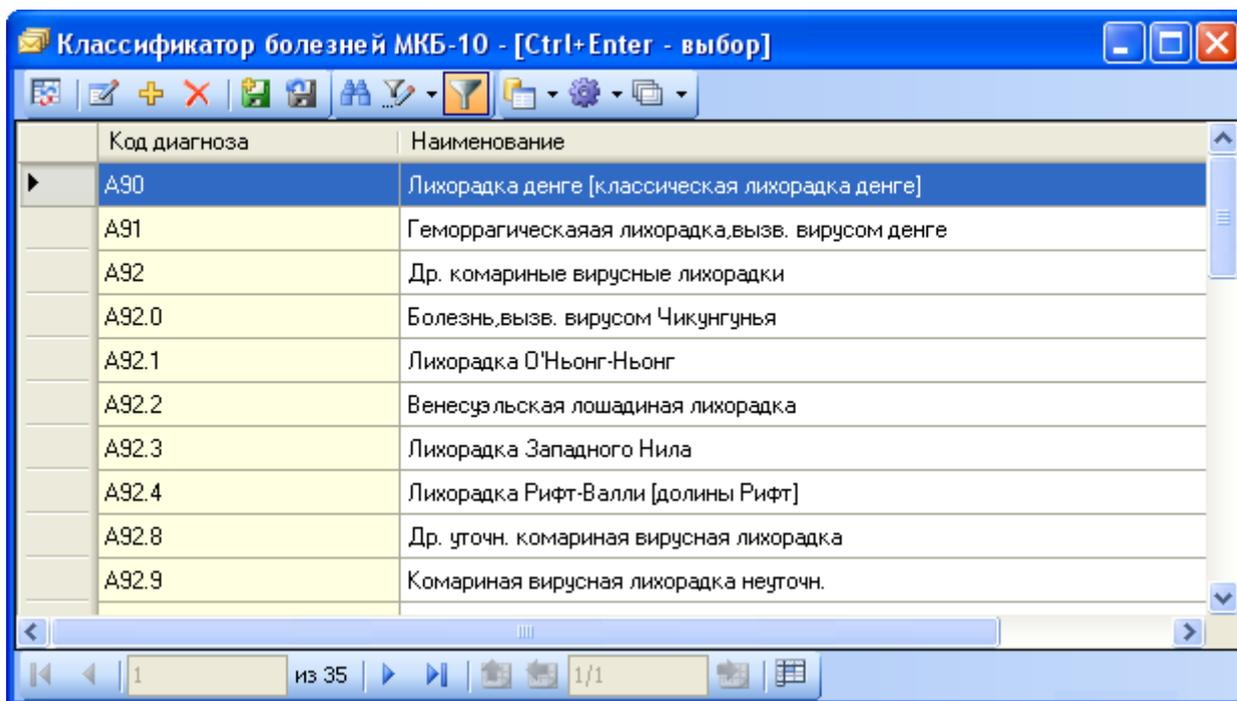 Классификатор болезней МКБ-10 - [Ctrl+Enter - выбор]
Код диагноза Наименование
A90 Лихорадка денге [классическая лихорадка денге]
A91 Геморрагическаяая лихорадка,вызв. вирусом денге
A92 Др. комариные вирусные лихорадки
A92.0 Болезнь,вызв. вирусом Чикунгунья
A92.1 Лихорадка О'Ньонг-Ньонг
A92.2 Венесуэльская лошадиная лихорадка
A92.3 Лихорадка Западного Нила
A92.4 Лихорадка Рифт-Валли [долины Рифт]
A92.8 Др. уточн. комариная вирусная лихорадка
A92.9 Комариная вирусная лихорадка неуточн.
1 из 35 1/1